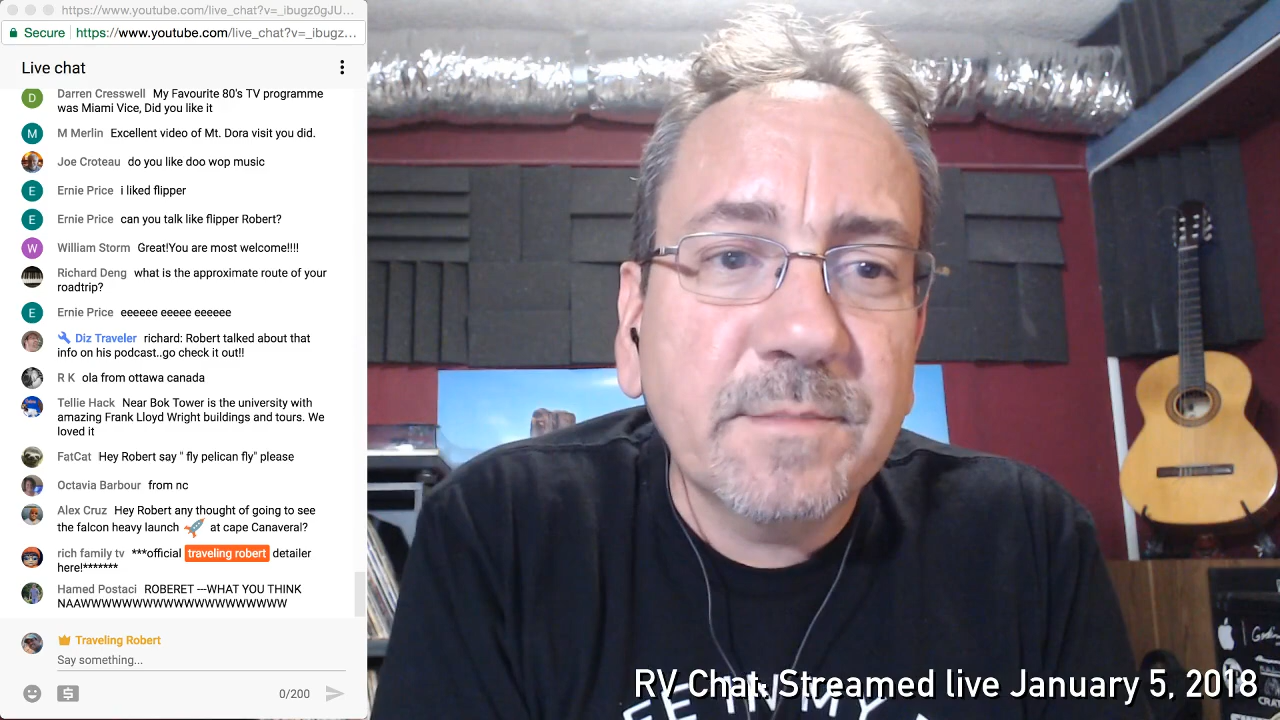 https://www.youtube.com/live_chat?v=_ibugz0gJU...
Secure
https://www.youtube.com/live_chat?v=_ibugz...
Live chat
D
Darren Cresswell My Favourite 80's TV programme
was Miami Vice, Did you like it
M
M Merlin Excellent video of Mt. Dora visit you did.
Joe Croteau do you like doo wop music
E
Ernie Price i liked flipper
E
Ernie Price can you talk like flipper Robert?
W
William Storm Great!You are most welcome!!!!
Richard Deng what is the approximate route of your
roadtrip?
E
Ernie Price eeeeee eeeee eeeeee
Diz Traveler richard: Robert talked about that
info on his podcast..go check it out!!
R K ola from ottawa canada
Tellie Hack Near Bok Tower is the university with
amazing Frank Lloyd Wright buildings and tours. We
loved it
FatCat Hey Robert say " fly pelican fly" please
Octavia Barbour from nc
Alex Cruz Hey Robert any thought of going to see
the falcon heavy launch 🚀 at cape Canaveral?
rich family tv ***official traveling robert detailer
here!*******
Hamed Postaci ROBERET ---WHAT YOU THINK
NAAWWWWWWWWWWWWWWWWWWWW
Traveling Robert
Say something...
0/200
RV Chat. Streamed live January 5, 2018
IN MY